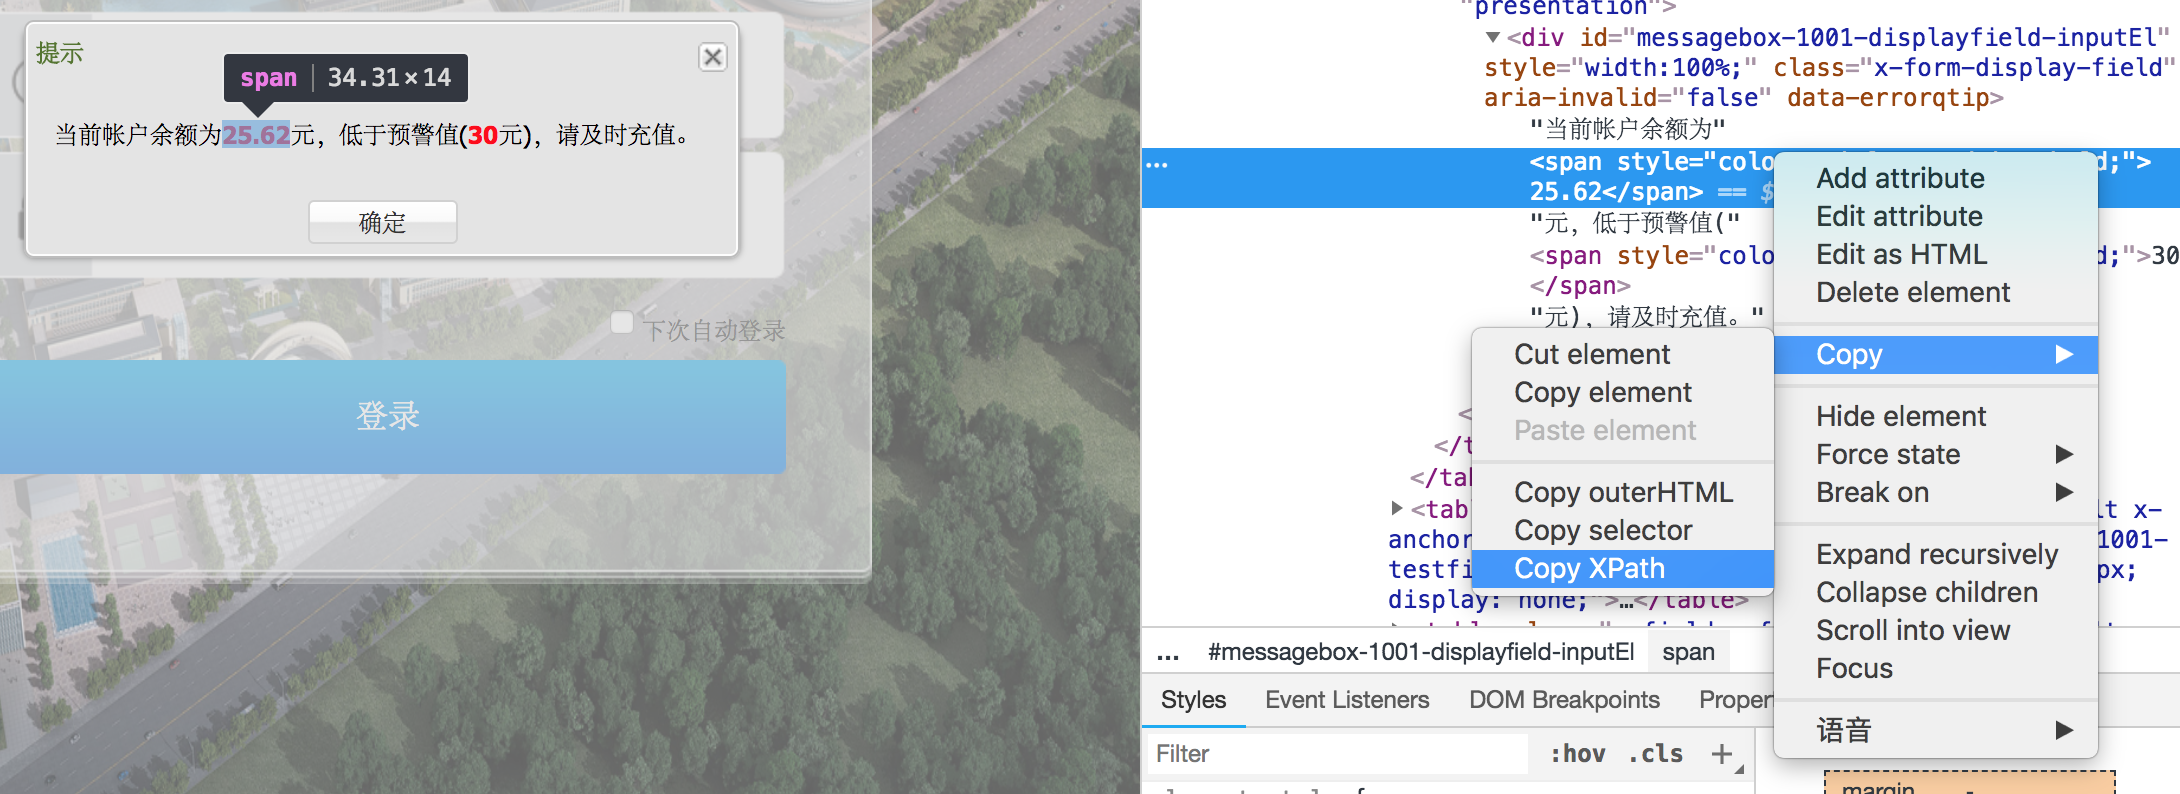 提示
span 34.31×14
当前帐户余额为25.62元，低于预警值(30元)，请及时充值。
确定
下次自动登录
登录
"presentation">
<div id="messagebox-1001-displayfield-inputEl"
style="width:100%;" class="x-form-display-field"
aria-invalid="false" data-errorqtip>
"当前帐户余额为"
... <span style="colo d;">
25.62</span> == $
"元，低于预警值("
<span style="colo d;">30
</span>
"元)，请及时充值。"
<
</t
</tab
<tab lt x-
anchor 1001-
testfi px;
display: none;">…</table>
Add attribute
Edit attribute
Edit as HTML
Delete element
Copy
Hide element
Force state
Break on
Expand recursively
Collapse children
Scroll into view
Focus
语音
Cut element
Copy element
Paste element
Copy outerHTML
Copy selector
Copy XPath
... #messagebox-1001-displayfield-inputEl span
Styles Event Listeners DOM Breakpoints Proper
Filter :hov .cls +
margin -